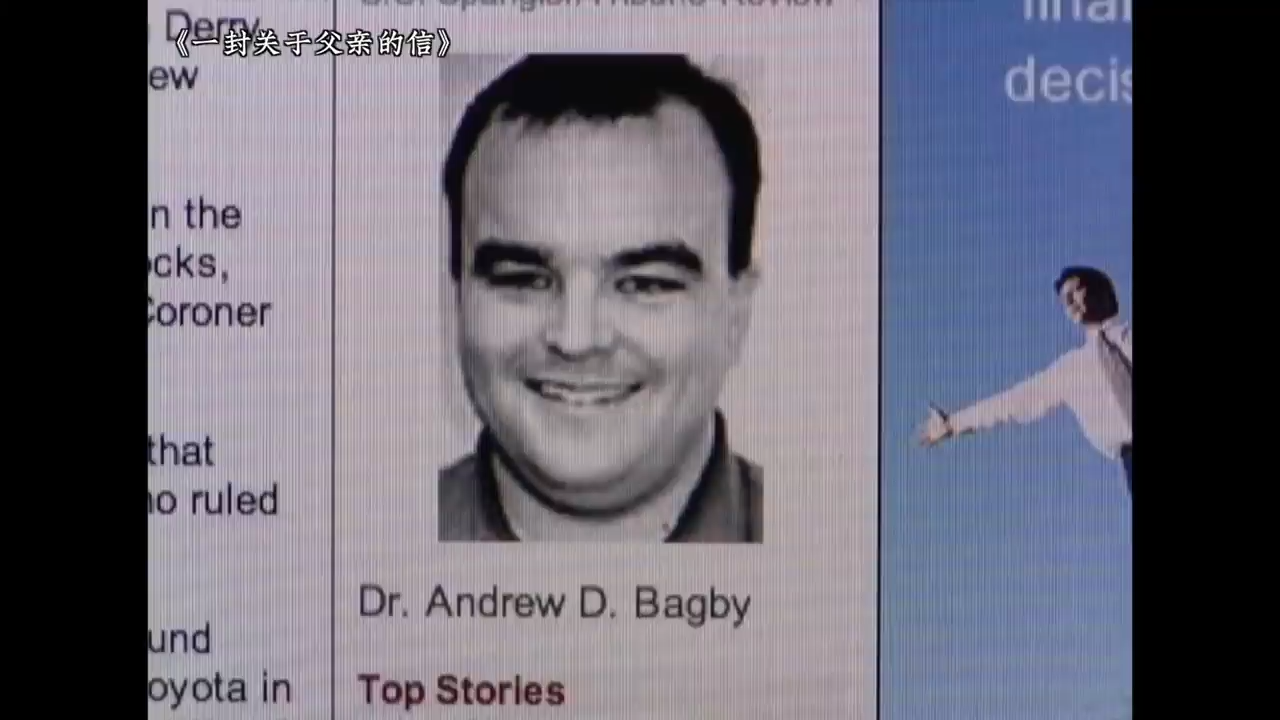 《一封关于父亲的信》
Derry
ew
n the
cks,
Coroner
that
ruled
und
oyota in
Dr. Andrew D. Bagby
Top Stories
decis